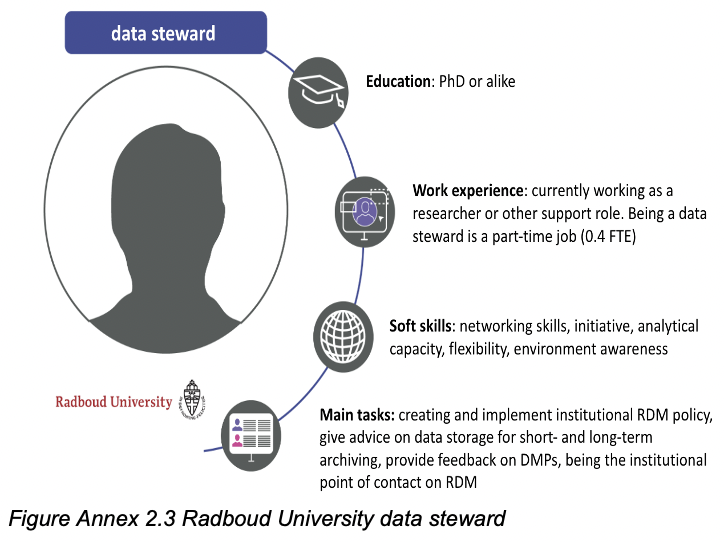 data steward
Education: PhD or alike
Work experience: currently working as a
researcher or other support role. Being a data
steward is a part-time job (0.4 FTE)
Soft skills: networking skills, initiative, analytical
capacity, flexibility, environment awareness
Radboud University
Main tasks: creating and implement institutional RDM policy,
give advice on data storage for short- and long-term
archiving, provide feedback on DMPs, being the institutional
point of contact on RDM
Figure Annex 2.3 Radboud University data steward